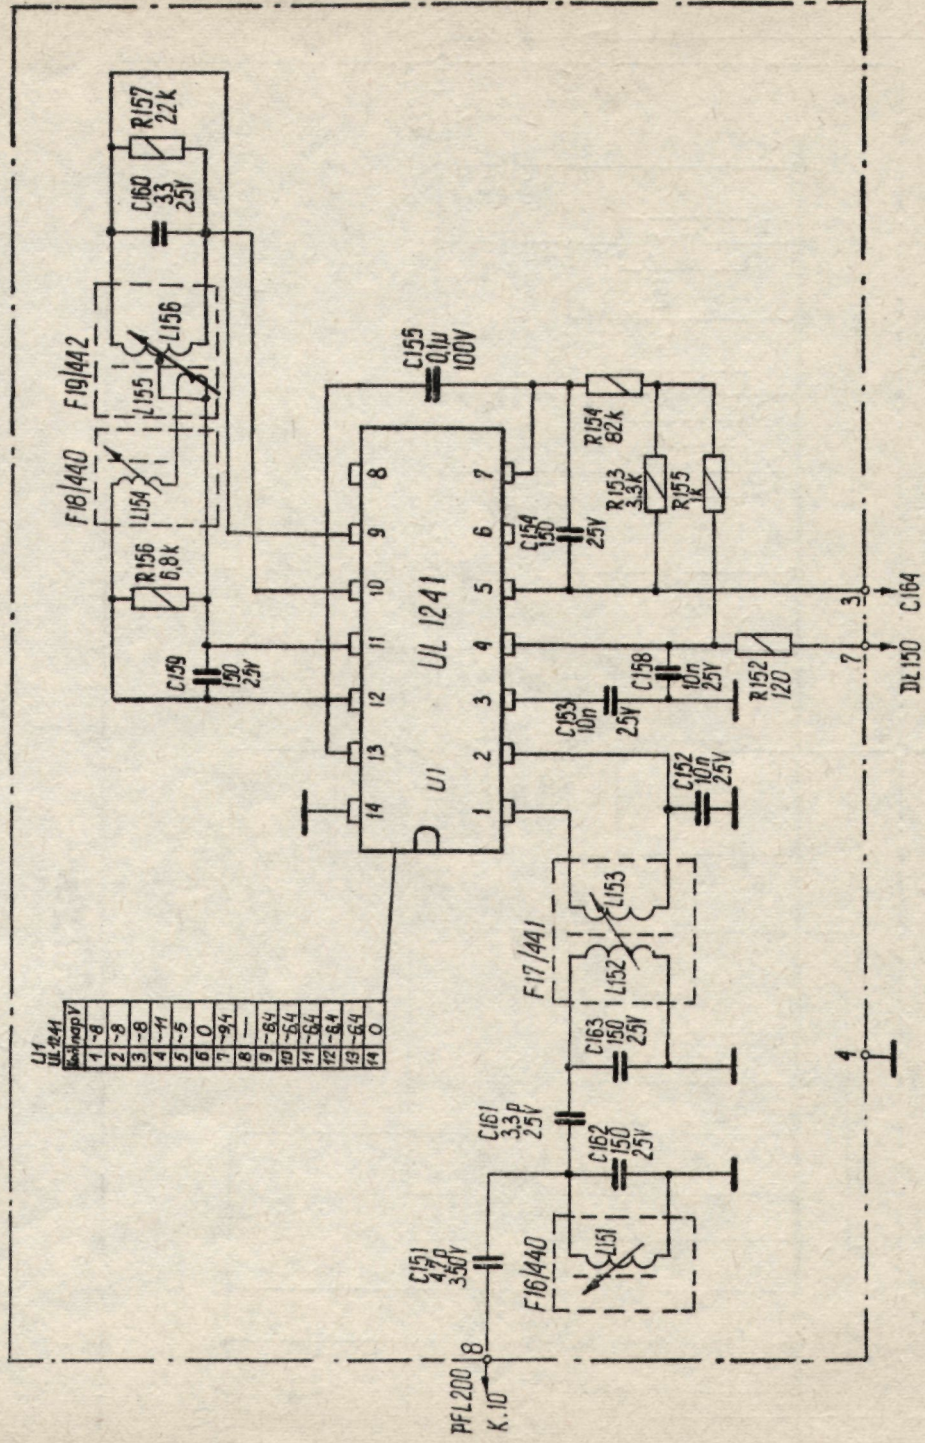 R157
22k
C160
33
25V
F19/442
L156
L155
F18/440
L154
R156
6,8k
C159
150
25V
C155
0,1µ
100V
R154
82k
R153
3.3k
R155
1k
C154
150
25V
8
9
10
11
12
13
14
UL 1241
U1
7
6
5
4
3
2
1
C153
10n
25V
C158
10n
25V
R152
120
C152
10n
25V
3
C164
7
DŁ150
4
U1
UL 1241
V
1 ~8
2 ~8
3 ~8
4 ~11
5 ~5
6 0
7 ~9,4
8 —
9 ~6,4
10 ~6,4
11 ~6,4
12 ~6,4
13 ~6,4
14 0
F17/441
L153
L152
C163
150
25V
C161
3,3p
25V
C162
150
25V
C151
4,7p
350V
F16/440
L151
8
PFL200
K.10